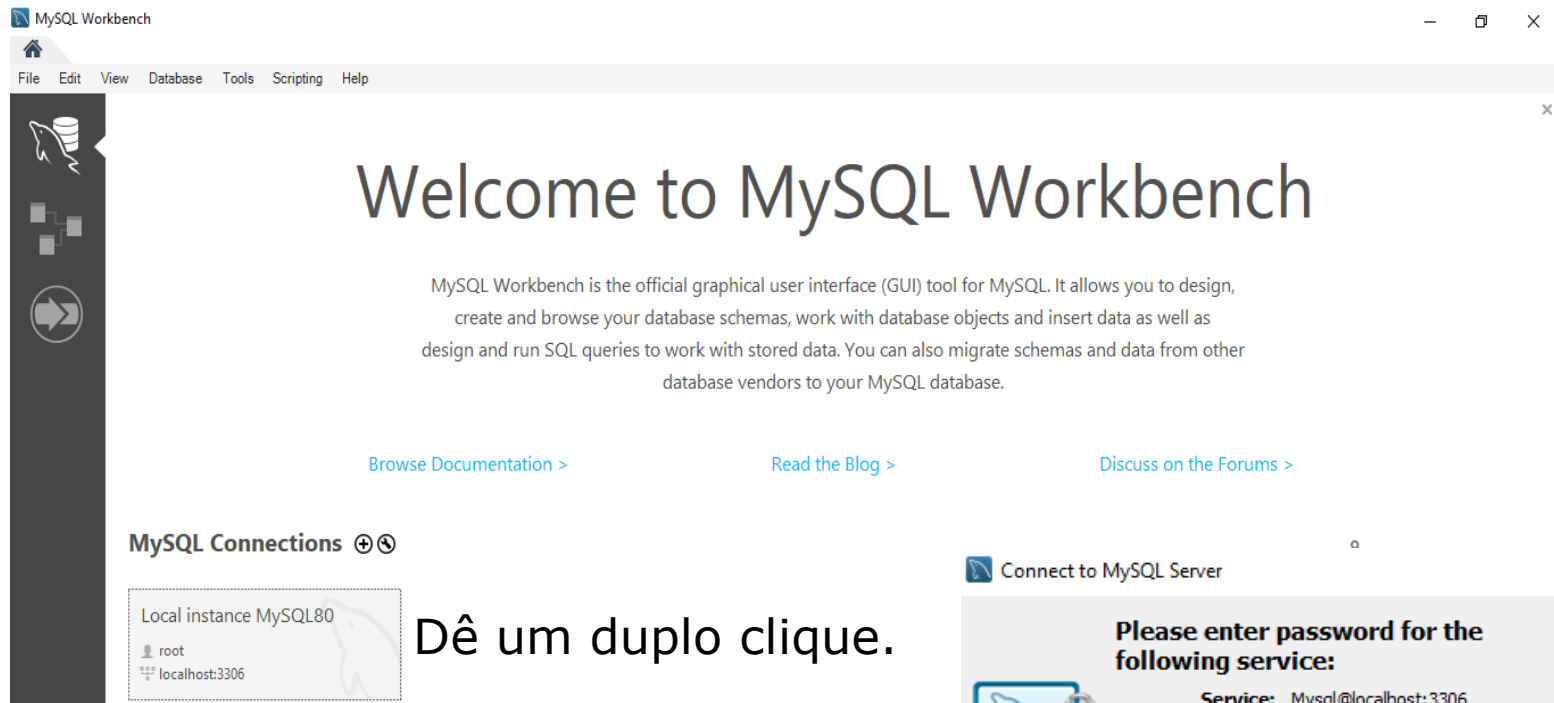 MySQL Workbench
File Edit View Database Tools Scripting Help
Welcome to MySQL Workbench
MySQL Workbench is the official graphical user interface (GUI) tool for MySQL. It allows you to design,
create and browse your database schemas, work with database objects and insert data as well as
design and run SQL queries to work with stored data. You can also migrate schemas and data from other
database vendors to your MySQL database.
Browse Documentation > Read the Blog > Discuss on the Forums >
MySQL Connections
Local instance MySQL80
root
localhost:3306
Dê um duplo clique.
Connect to MySQL Server
Please enter password for the
following service:
Service: Mysql@localhost:3306